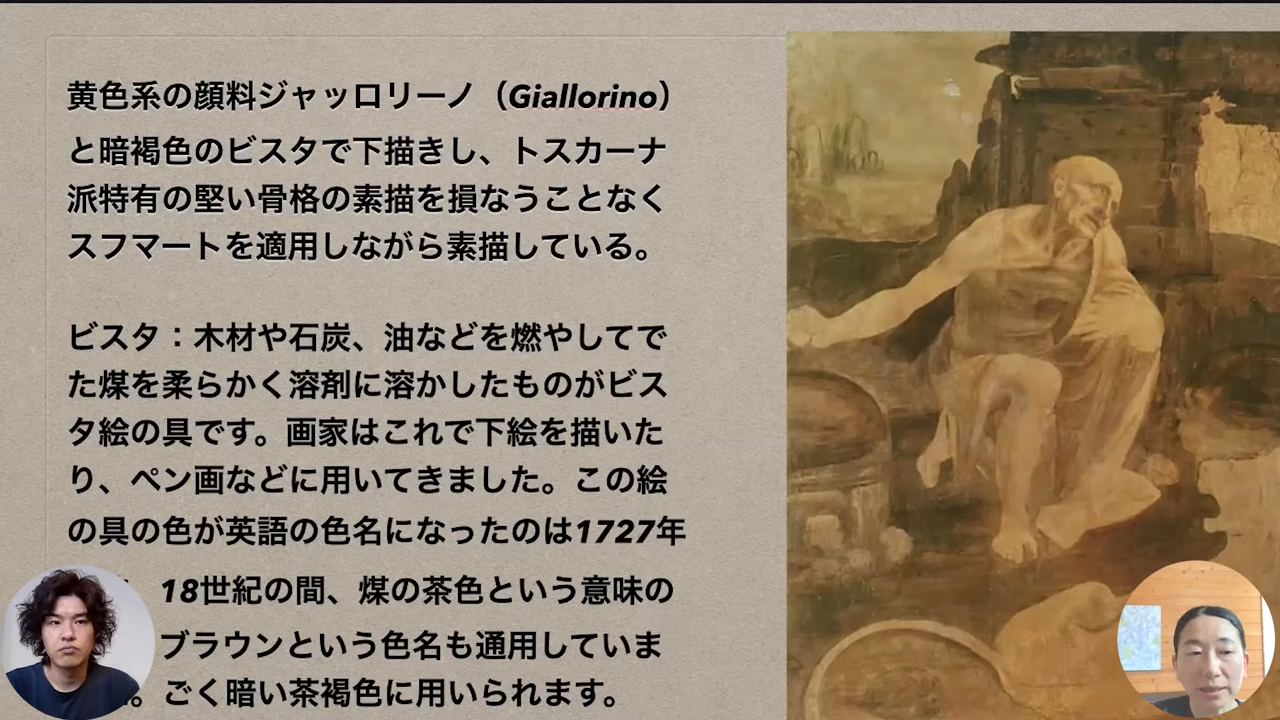 黄色系の顔料ジャッロリーノ（Giallorino）
と暗褐色のビスタで下描きし、トスカーナ
派特有の堅い骨格の素描を損なうことなく
スフマートを適用しながら素描している。
ビスタ：木材や石炭、油などを燃やしてで
た煤を柔らかく溶剤に溶かしたものがビス
タ絵の具です。画家はこれで下絵を描いた
り、ペン画などに用いてきました。この絵
の具の色が英語の色名になったのは1727年
18世紀の間、煤の茶色という意味の
ブラウンという色名も通用していま
。ごく暗い茶褐色に用いられます。